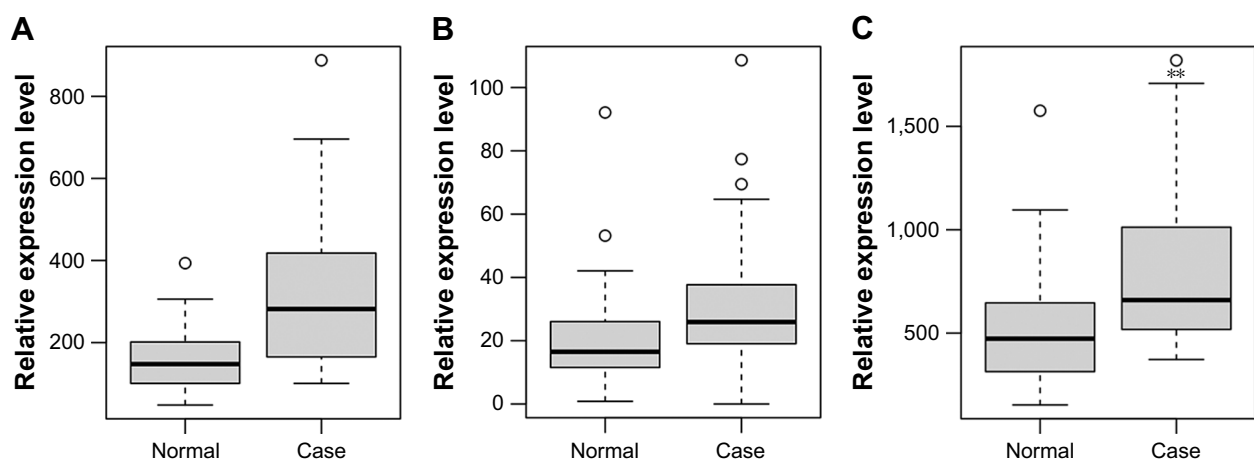 A
Relative expression level
800
600
400
200
Normal Case
B
Relative expression level
100
80
60
40
20
0
Normal Case
C
Relative expression level
1,500
1,000
500
**
Normal Case